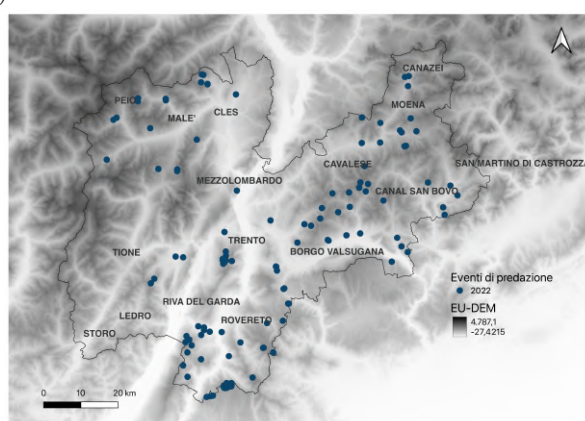 CANAZEI
PEIO
MOENA
CLES
MALE'
CAVALESE
SAN MARTINO DI CASTROZZA
MEZZOLOMBARDO
CANAL SAN BOVO
TRENTO
TIONE
BORGO VALSUGANA
Eventi di predazione
2022
RIVA DEL GARDA
EU-DEM
LEDRO
ROVERETO
4.787,1
-27,4215
STORO
0 10 20 km